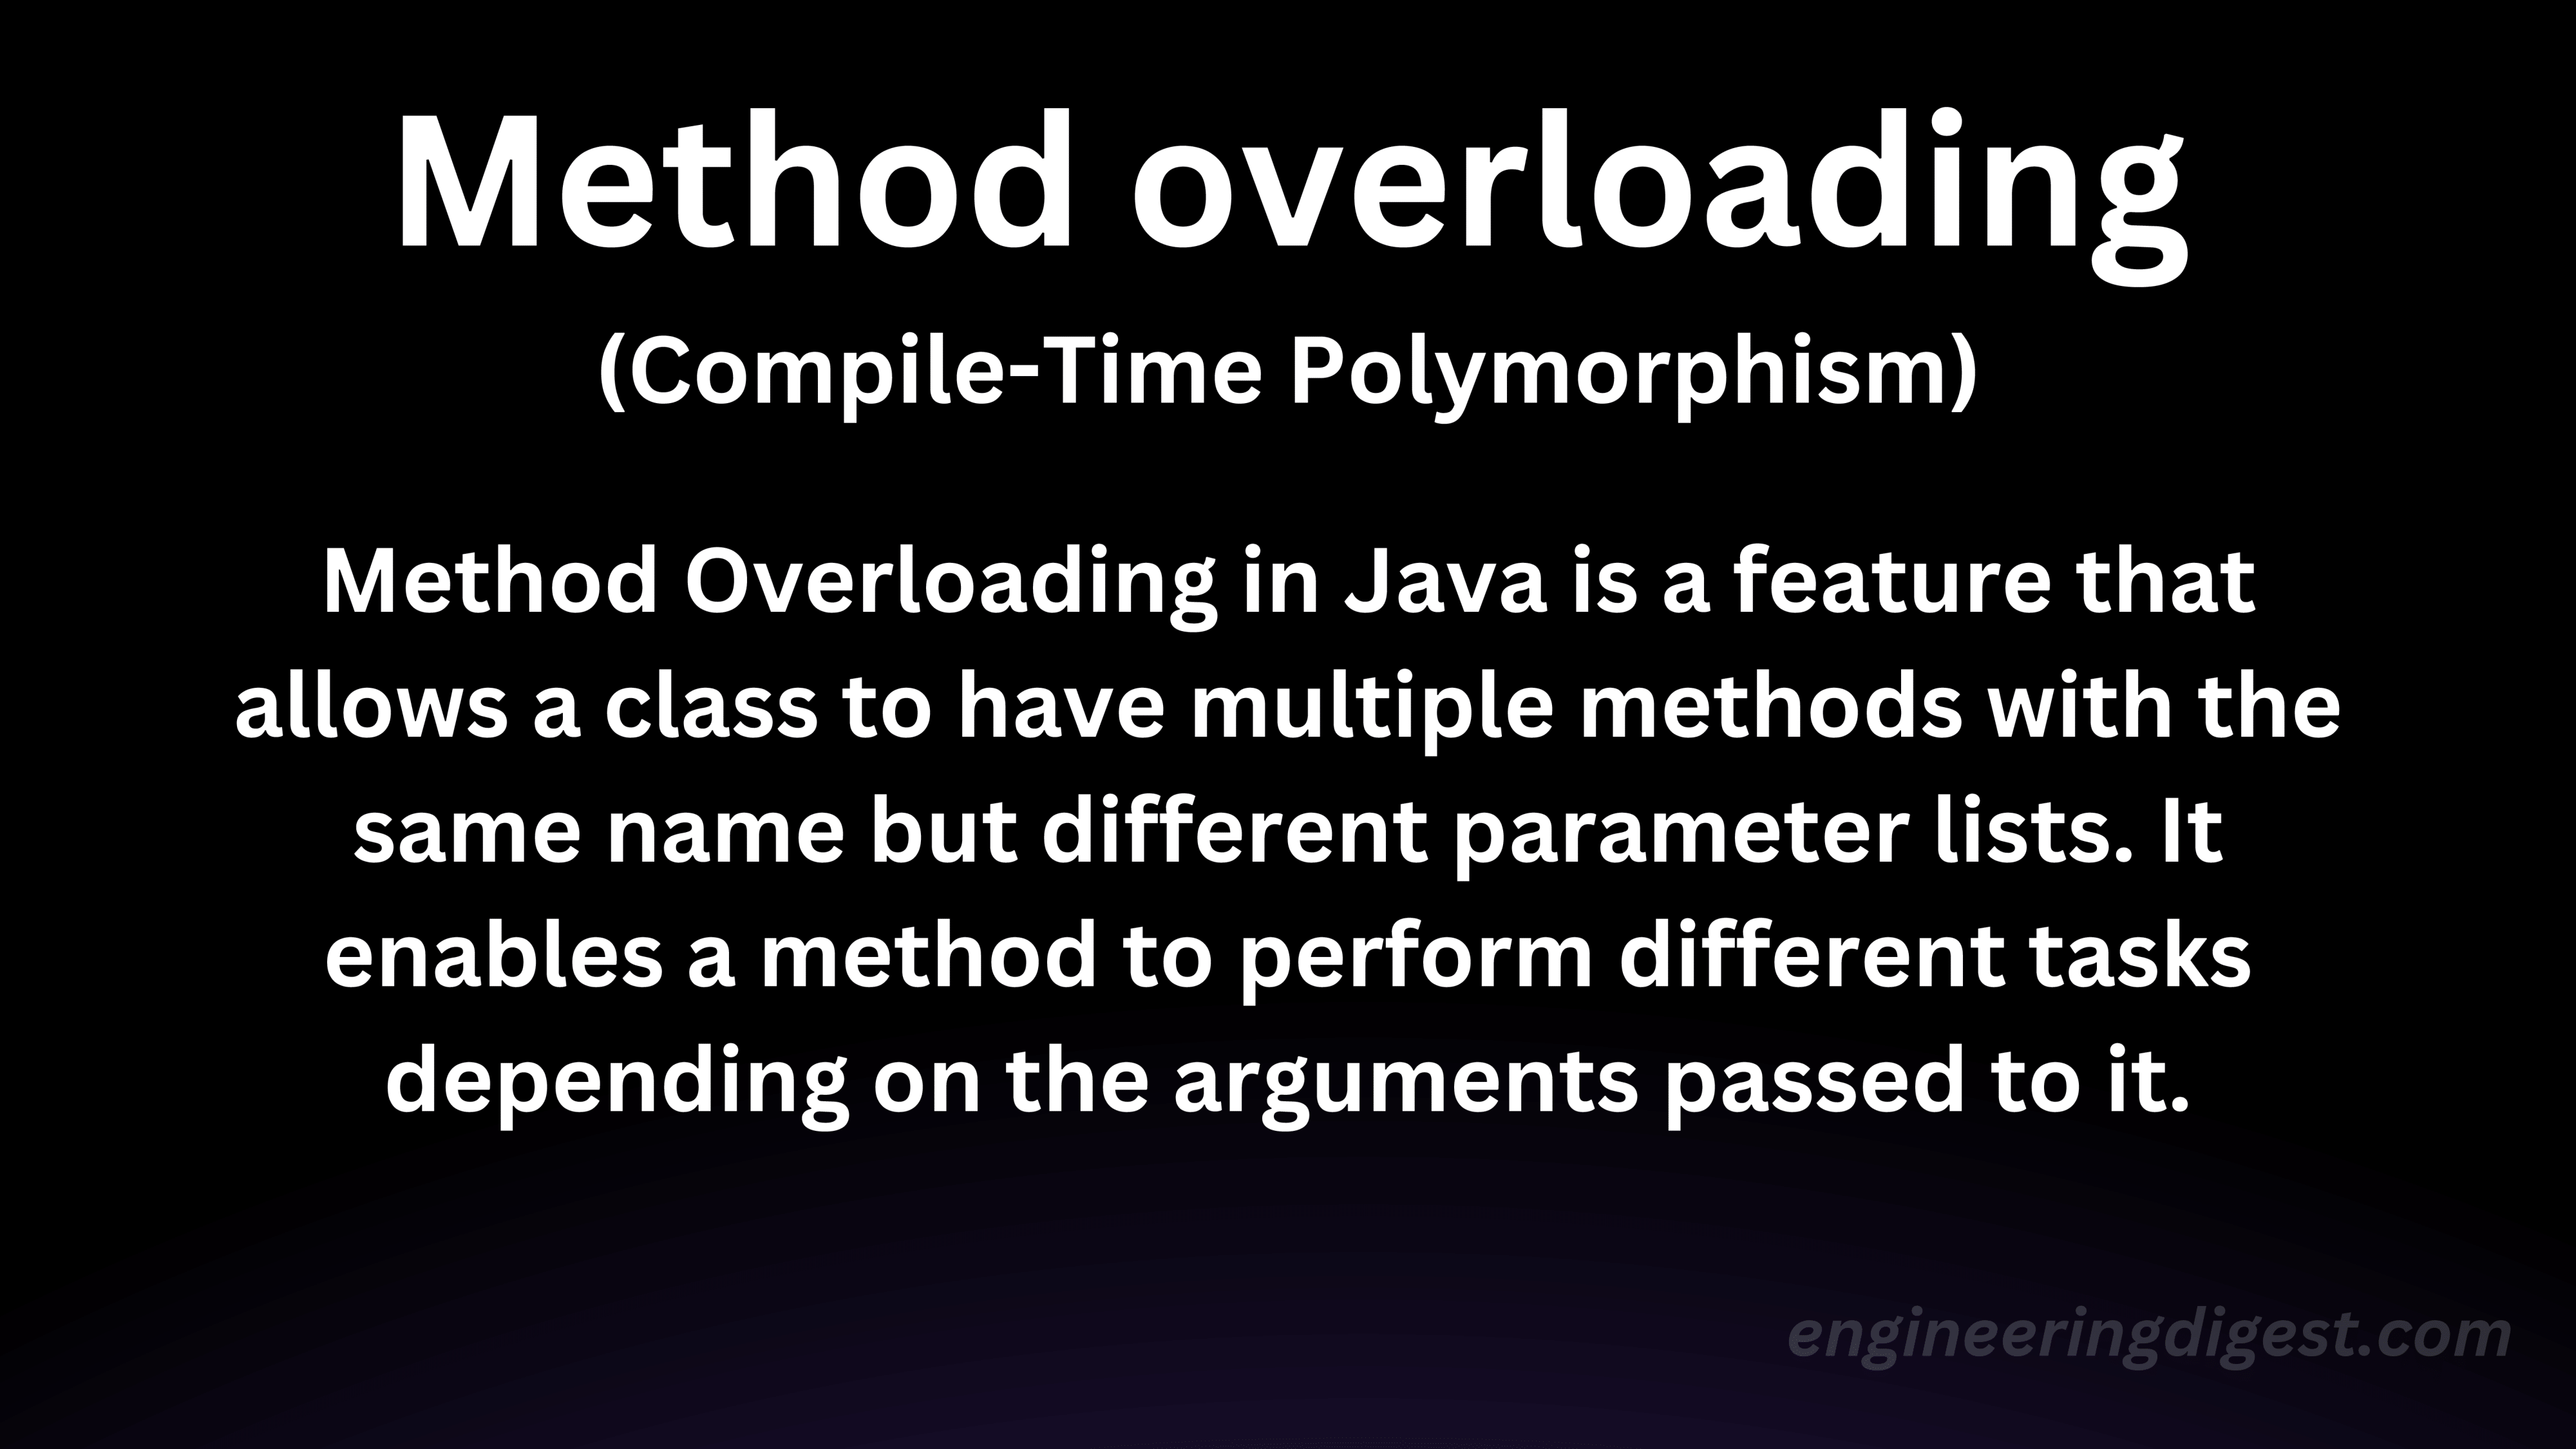 Method overloading
(Compile-Time Polymorphism)
Method Overloading in Java is a feature that
allows a class to have multiple methods with the
same name but different parameter lists. It
enables a method to perform different tasks
depending on the arguments passed to it.
engineeringdigest.com